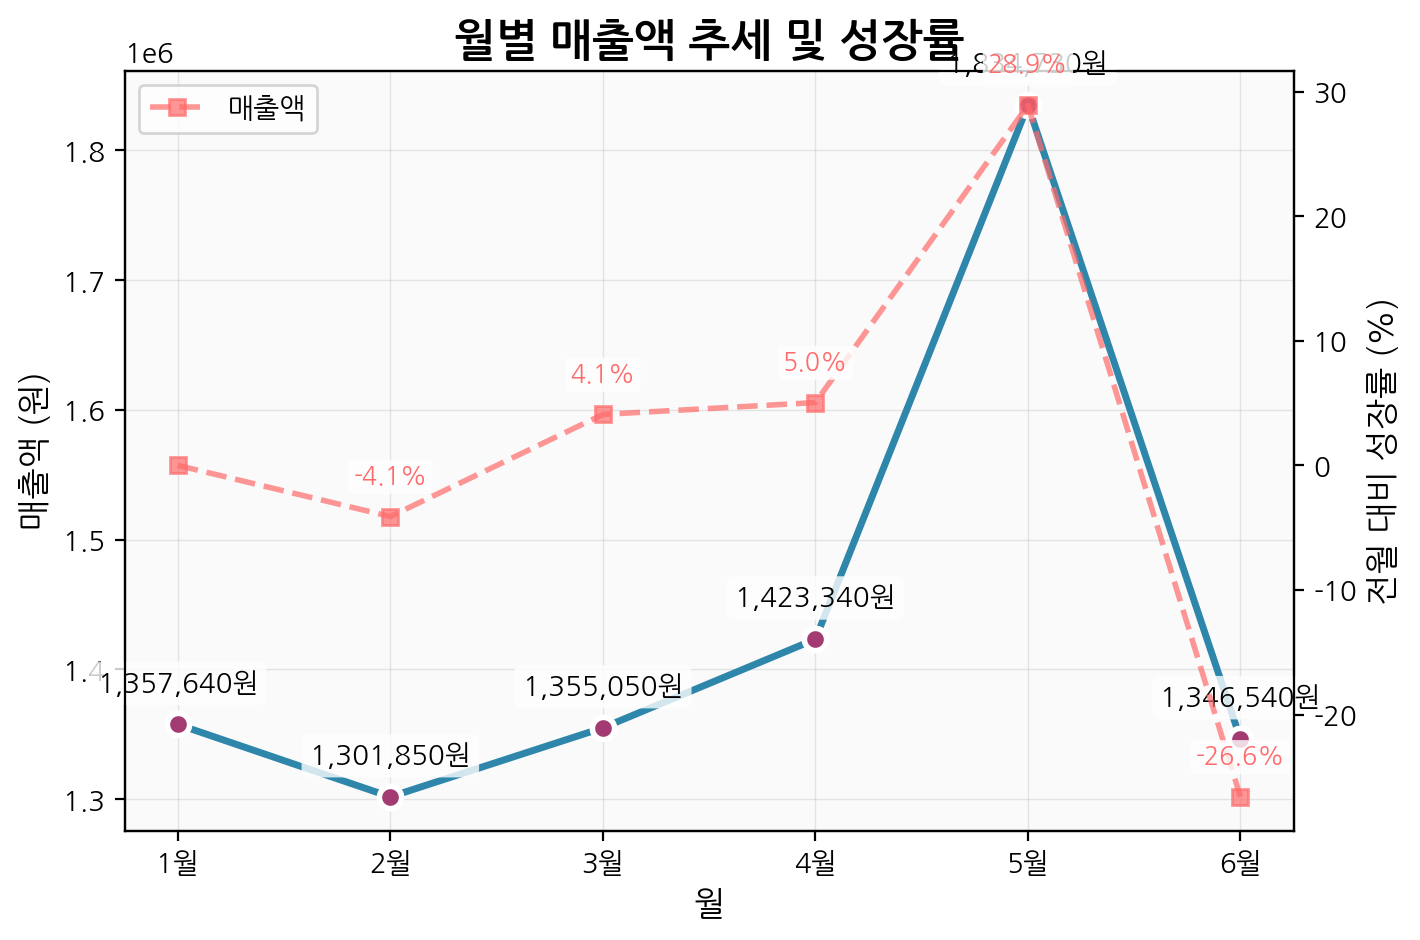 월별 매출액 추세 및 성장률
1e6
매출액
28.9%
1.8
1.7
1.6
1.5
1.4
1.3
30
20
10
0
-10
-20
4.1%
5.0%
-4.1%
1,423,340원
1,357,640원
1,355,050원
1,346,540원
1,301,850원
-26.6%
매출액 (원)
전월 대비 성장률 (%)
1월
2월
3월
4월
5월
6월
월